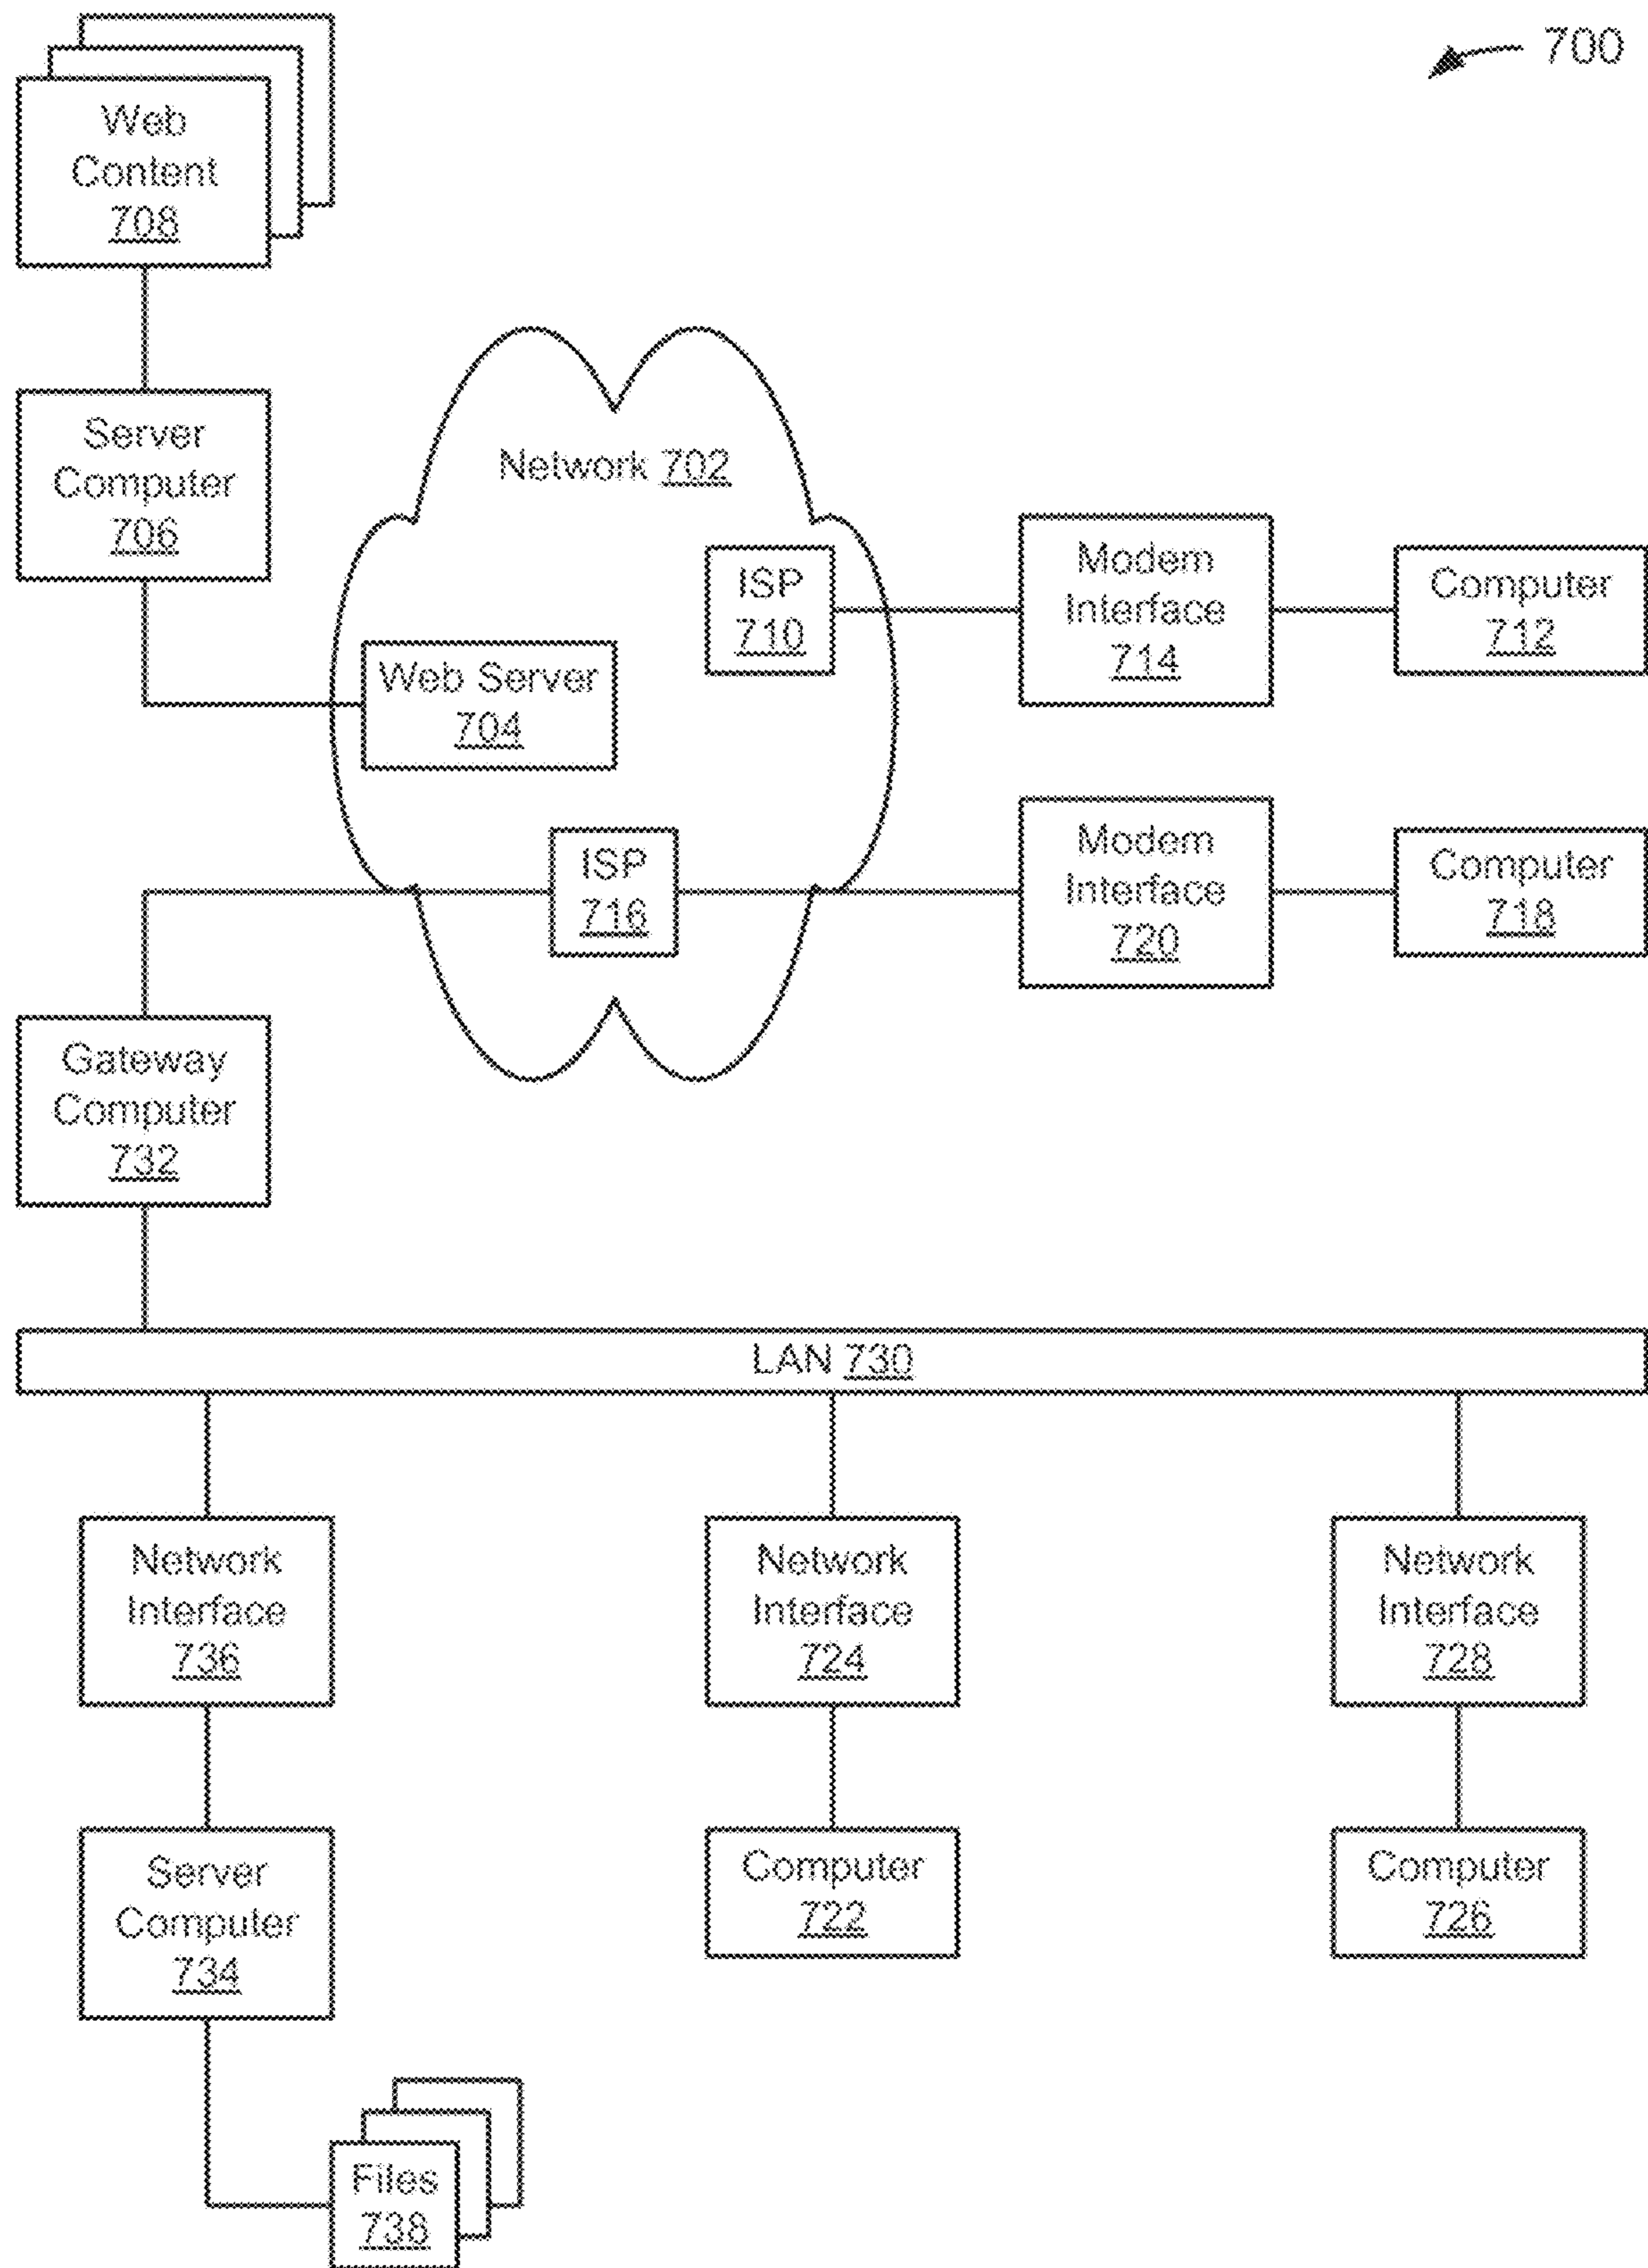 700
Web
Content
708
Server
Computer
706
Network 702
ISP
710
Modem
Interface
714
Computer
712
Web Server
704
ISP
716
Modem
Interface
720
Computer
718
Gateway
Computer
732
LAN 730
Network
Interface
736
Network
Interface
724
Network
Interface
728
Server
Computer
734
Computer
722
Computer
726
Files
738